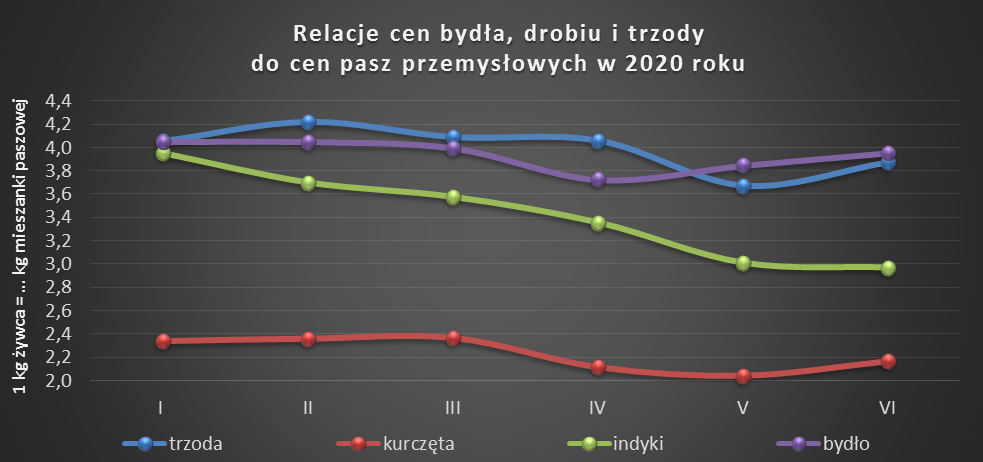 Relacje cen bydła, drobiu i trzody
do cen pasz przemysłowych w 2020 roku
1 kg żywca = ... kg mieszanki paszowej
4,4
4,2
4,0
3,8
3,6
3,4
3,2
3,0
2,8
2,6
2,4
2,2
2,0
I II III IV V VI
trzoda kurczęta indyki bydło